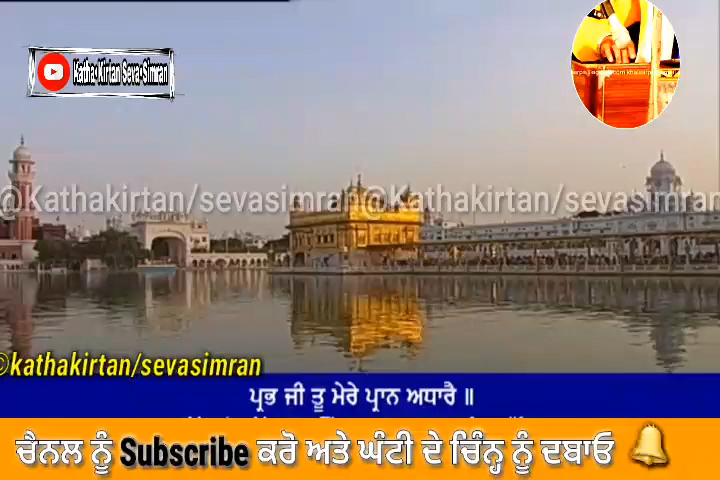 Katha•Kirtan Seva•Simran
@Kathakirtan/sevasimran @Kathakirtan/sevasimran
©kathakirtan/sevasimran
ਪ੍ਰਭ ਜੀ ਤੂ ਮੇਰੇ ਪ੍ਰਾਨ ਅਧਾਰੈ ॥
ਚੈਨਲ ਨੂੰ Subscribe ਕਰੋ ਅਤੇ ਘੰਟੀ ਦੇ ਚਿੰਨ੍ਹ ਨੂੰ ਦਬਾਓ